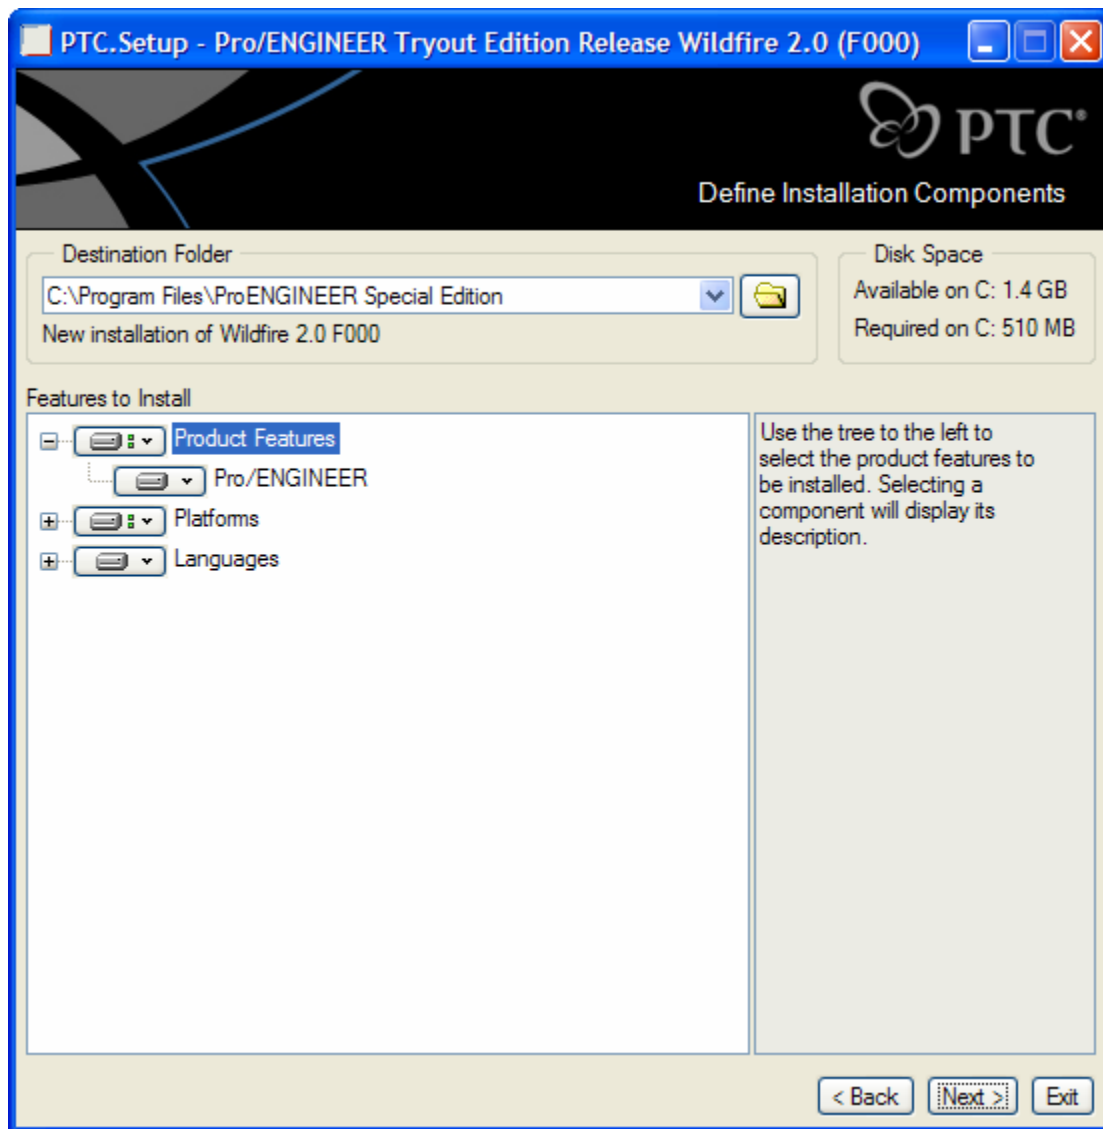 PTC.Setup - Pro/ENGINEER Tryout Edition Release Wildfire 2.0 (F000)
PTC®
Define Installation Components
Destination Folder
C:\Program Files\ProENGINEER Special Edition
New installation of Wildfire 2.0 F000
Disk Space
Available on C: 1.4 GB
Required on C: 510 MB
Features to Install
Product Features
Pro/ENGINEER
Platforms
Languages
Use the tree to the left to
select the product features to
be installed. Selecting a
component will display its
description.
< Back
Next >
Exit